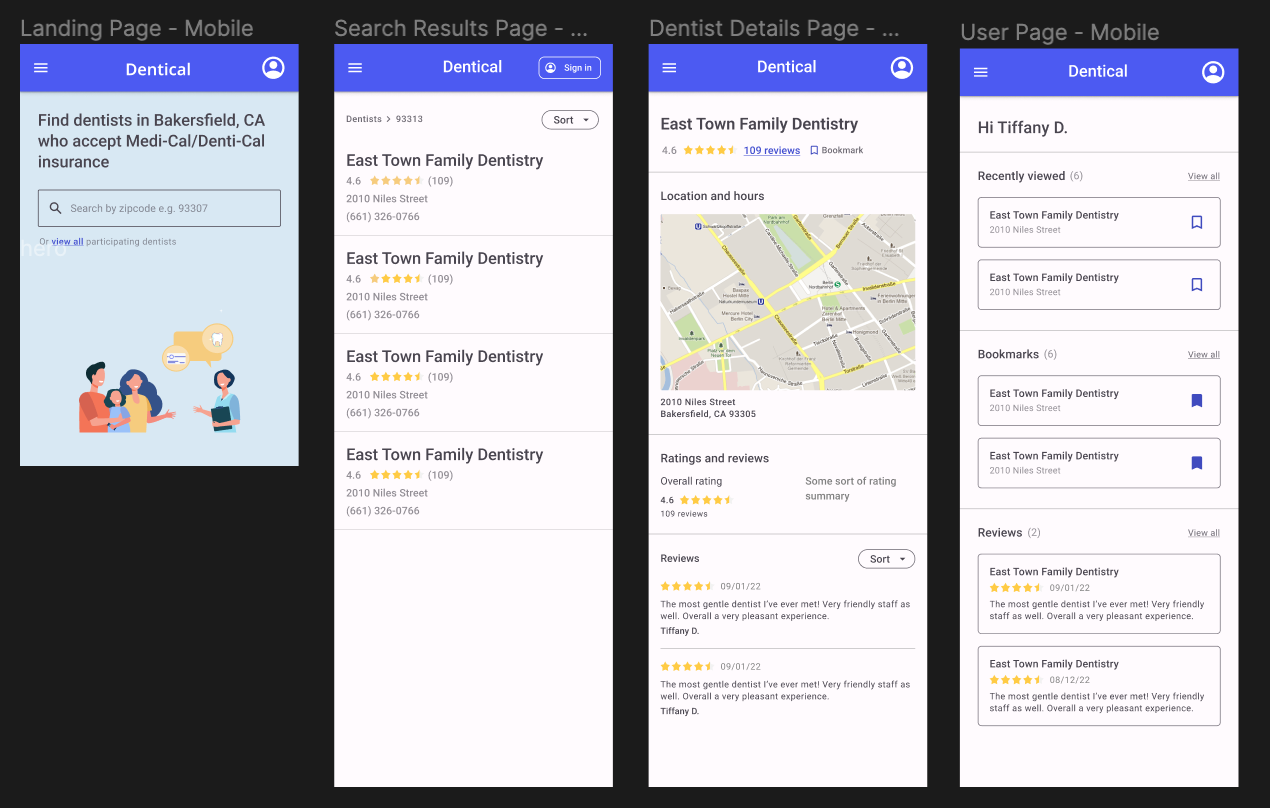 Landing Page - Mobile
Dentical
Find dentists in Bakersfield, CA
who accept Medi-Cal/Denti-Cal
insurance
Search by zipcode e.g. 93307
Or view all participating dentists
hero
Search Results Page - ...
Dentical
Sign in
Dentists > 93313
Sort
East Town Family Dentistry
4.6 (109)
2010 Niles Street
(661) 326-0766
East Town Family Dentistry
4.6 (109)
2010 Niles Street
(661) 326-0766
East Town Family Dentistry
4.6 (109)
2010 Niles Street
(661) 326-0766
East Town Family Dentistry
4.6 (109)
2010 Niles Street
(661) 326-0766
Dentist Details Page - ...
Dentical
East Town Family Dentistry
4.6 109 reviews Bookmark
Location and hours
2010 Niles Street
Bakersfield, CA 93305
Ratings and reviews
Overall rating
4.6
109 reviews
Some sort of rating
summary
Reviews
Sort
09/01/22
The most gentle dentist I've ever met! Very friendly staff as
well. Overall a very pleasant experience.
Tiffany D.
09/01/22
The most gentle dentist I've ever met! Very friendly staff as
well. Overall a very pleasant experience.
Tiffany D.
User Page - Mobile
Dentical
Hi Tiffany D.
Recently viewed (6)
View all
East Town Family Dentistry
2010 Niles Street
East Town Family Dentistry
2010 Niles Street
Bookmarks (6)
View all
East Town Family Dentistry
2010 Niles Street
East Town Family Dentistry
2010 Niles Street
Reviews (2)
View all
East Town Family Dentistry
09/01/22
The most gentle dentist I've ever met! Very friendly
staff as well. Overall a very pleasant experience.
East Town Family Dentistry
08/12/22
The most gentle dentist I've ever met! Very friendly
staff as well. Overall a very pleasant experience.